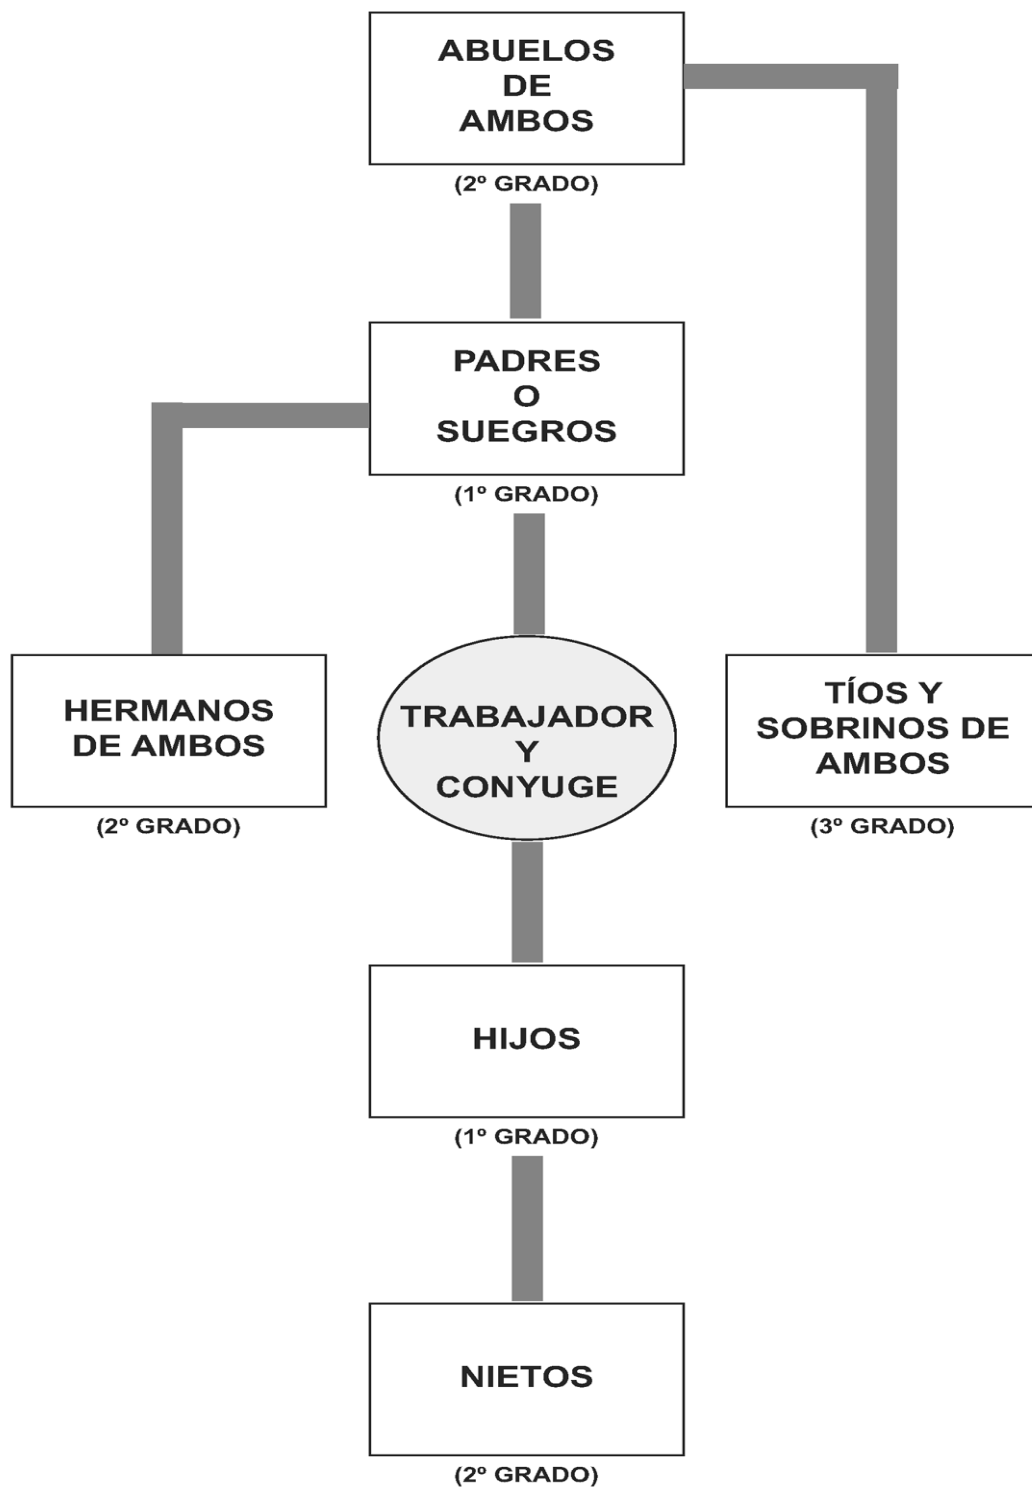 ABUELOS
DE
AMBOS
(2º GRADO)
PADRES
O
SUEGROS
(1º GRADO)
HERMANOS
DE AMBOS
(2º GRADO)
TRABAJADOR
Y
CONYUGE
TÍOS Y
SOBRINOS DE
AMBOS
(3º GRADO)
HIJOS
(1º GRADO)
NIETOS
(2º GRADO)